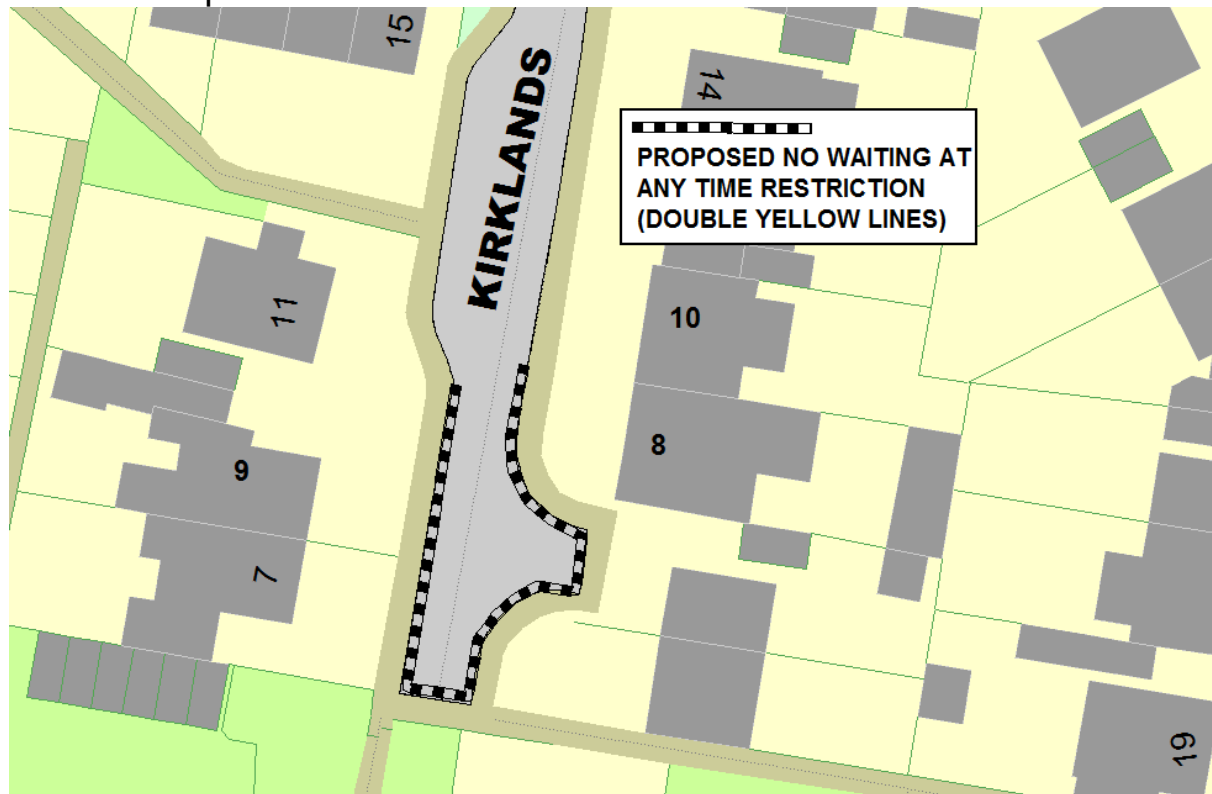 15
KIRKLANDS
14
PROPOSED NO WAITING AT
ANY TIME RESTRICTION
(DOUBLE YELLOW LINES)
11
10
8
9
7
19